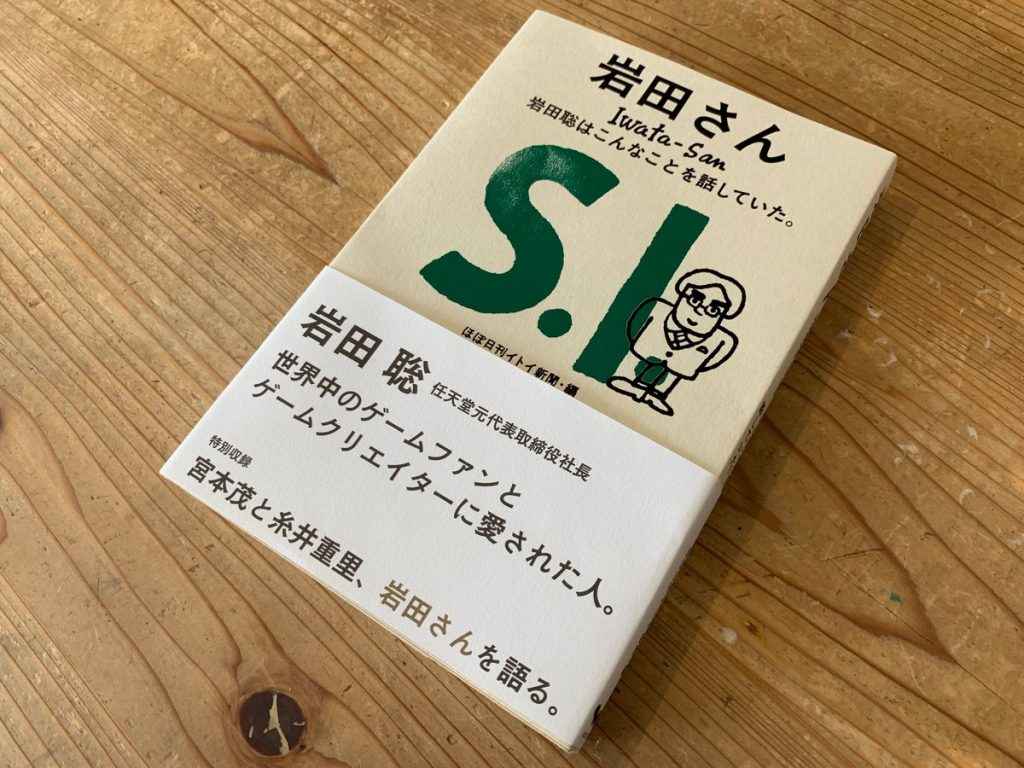 岩田さん
Iwata-San
岩田聡はこんなことを話していた。
S.I.
ほぼ日刊イトイ新聞・編
岩田 聡 任天堂元代表取締役社長
世界中のゲームファンと
ゲームクリエイターに愛された人。
特別収録
宮本茂と糸井重里、岩田さんを語る。